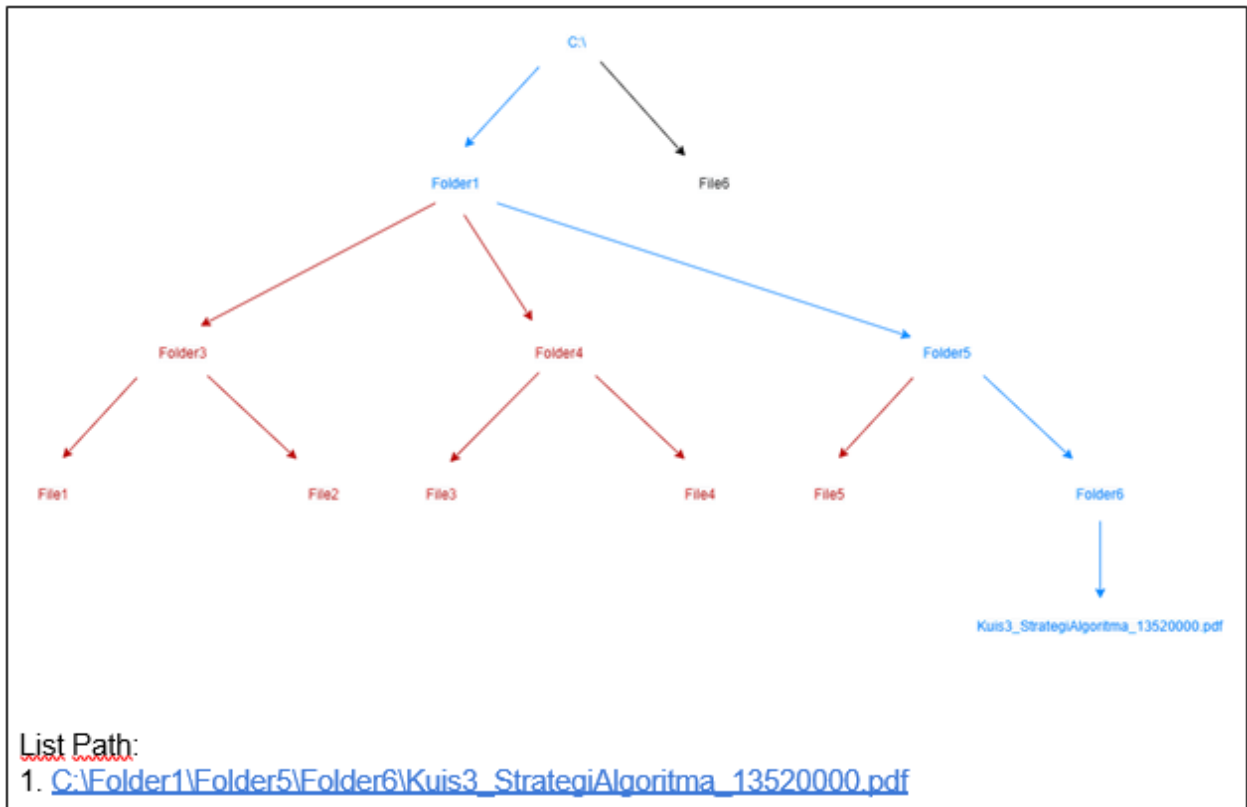 C:\
Folder1 File6
Folder3 Folder4 Folder5
File1 File2 File3 File4 File5 Folder6
Kuis3_StrategiAlgoritma_13520000.pdf
List Path:
1. C:\Folder1\Folder5\Folder6\Kuis3_StrategiAlgoritma_13520000.pdf